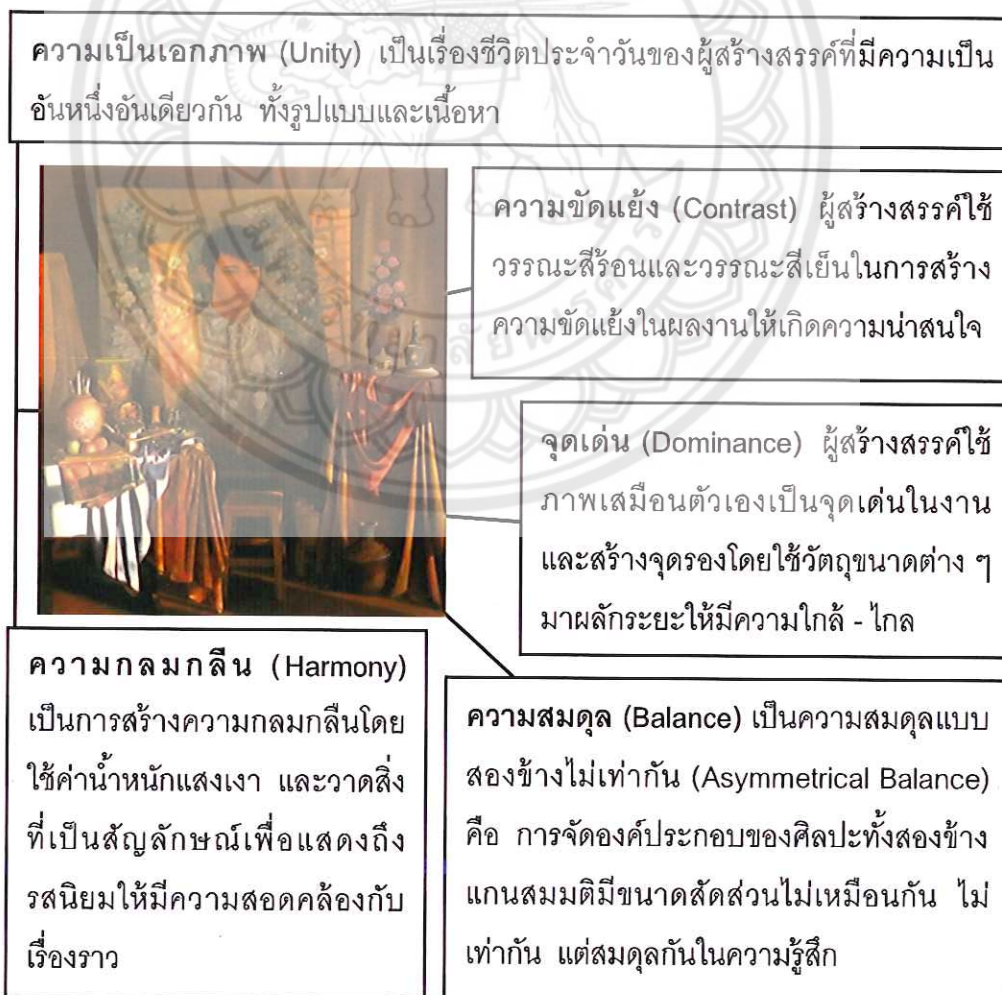 ความเป็นเอกภาพ (Unity) เป็นเรื่องชีวิตประจำวันของผู้สร้างสรรค์ที่มีความเป็น
อันหนึ่งอันเดียวกัน ทั้งรูปแบบและเนื้อหา
ความขัดแย้ง (Contrast) ผู้สร้างสรรค์ใช้
วรรณะสีร้อนและวรรณะสีเย็นในการสร้าง
ความขัดแย้งในผลงานให้เกิดความน่าสนใจ
จุดเด่น (Dominance) ผู้สร้างสรรค์ใช้
ภาพเสมือนตัวเองเป็นจุดเด่นในงาน
และสร้างจุดรองโดยใช้วัตถุขนาดต่าง ๆ
มาผลักระยะให้มีความใกล้ - ไกล
ความกลมกลืน (Harmony)
เป็นการสร้างความกลมกลืนโดย
ใช้ค่าน้ำหนักแสงเงา และวาดสิ่ง
ที่เป็นสัญลักษณ์เพื่อแสดงถึง
รสนิยมให้มีความสอดคล้องกับ
เรื่องราว
ความสมดุล (Balance) เป็นความสมดุลแบบ
สองข้างไม่เท่ากัน (Asymmetrical Balance)
คือ การจัดองค์ประกอบของศิลปะทั้งสองข้าง
แกนสมมติมีขนาดสัดส่วนไม่เหมือนกัน ไม่
เท่ากัน แต่สมดุลกันในความรู้สึก